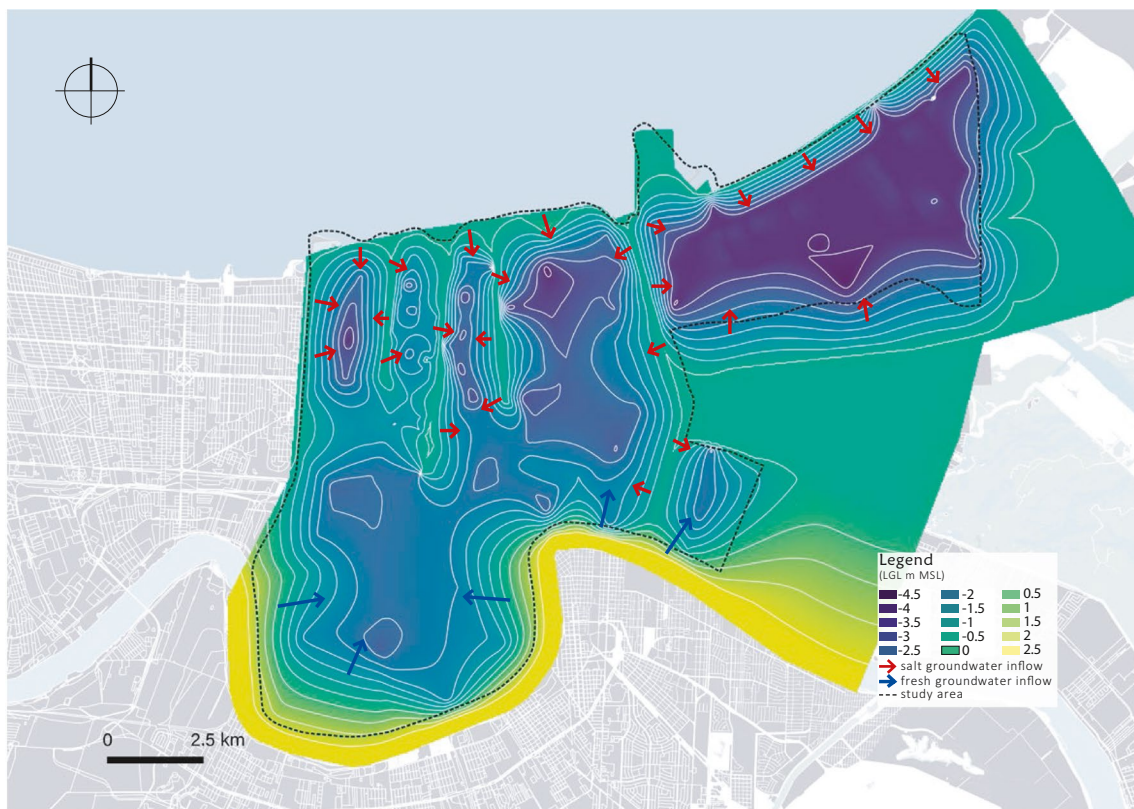 0 2.5 km
Legend
(LGL m MSL)
-4.5 -2 0.5
-4 -1.5 1
-3.5 -1 1.5
-3 -0.5 2
-2.5 0 2.5
salt groundwater inflow
fresh groundwater inflow
study area